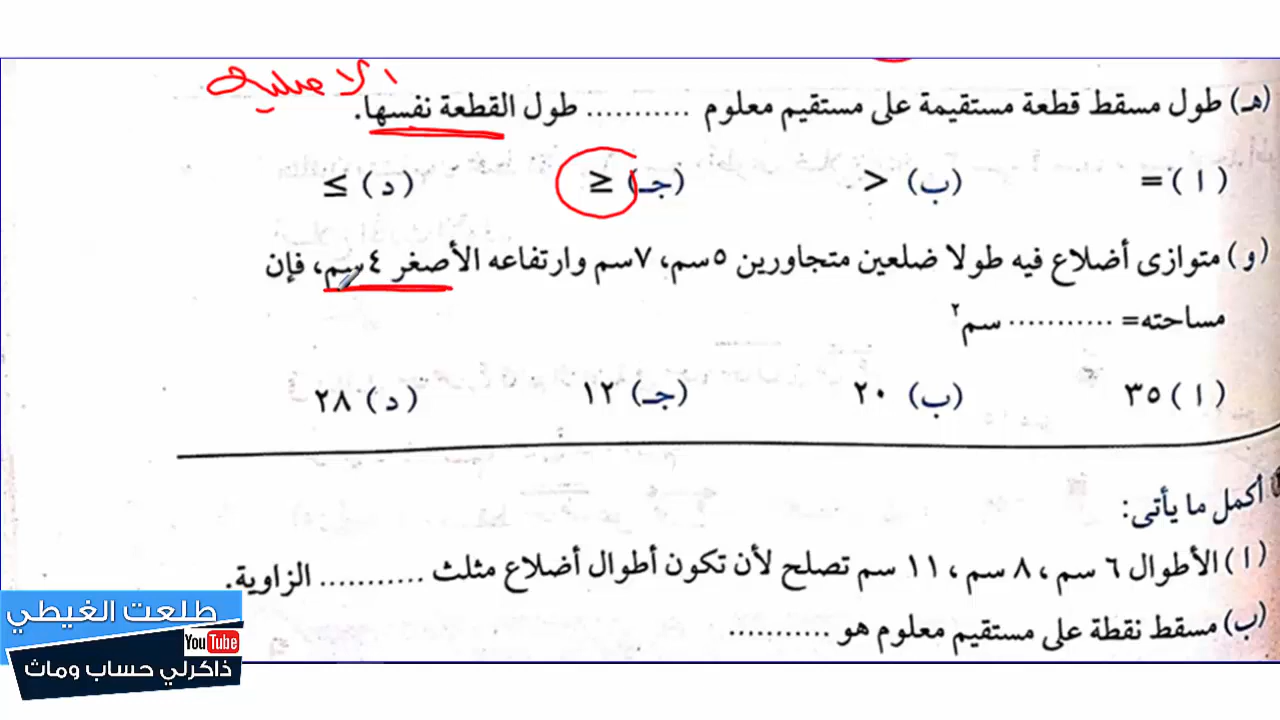 الاصلية
(هـ) طول مسقط قطعة مستقيمة على مستقيم معلوم ........... طول القطعة نفسها.
(ا) = (ب) > (جـ) ≥ (د) ≤
(و) متوازى أضلاع فيه طولا ضلعين متجاورين ٥سم، ٧سم وارتفاعه الأصغر ٤سم، فإن
مساحته= ........... سم٢
(ا) ٣٥ (ب) ٢٠ (جـ) ١٢ (د) ٢٨
أكمل ما يأتى:
(ا) الأطوال ٦ سم، ٨ سم، ١١ سم تصلح لأن تكون أطوال أضلاع مثلث ........... الزاوية.
(ب) مسقط نقطة على مستقيم معلوم هو ...........
طلعت الغيطي
YouTube
ذاكرلي حساب وماث